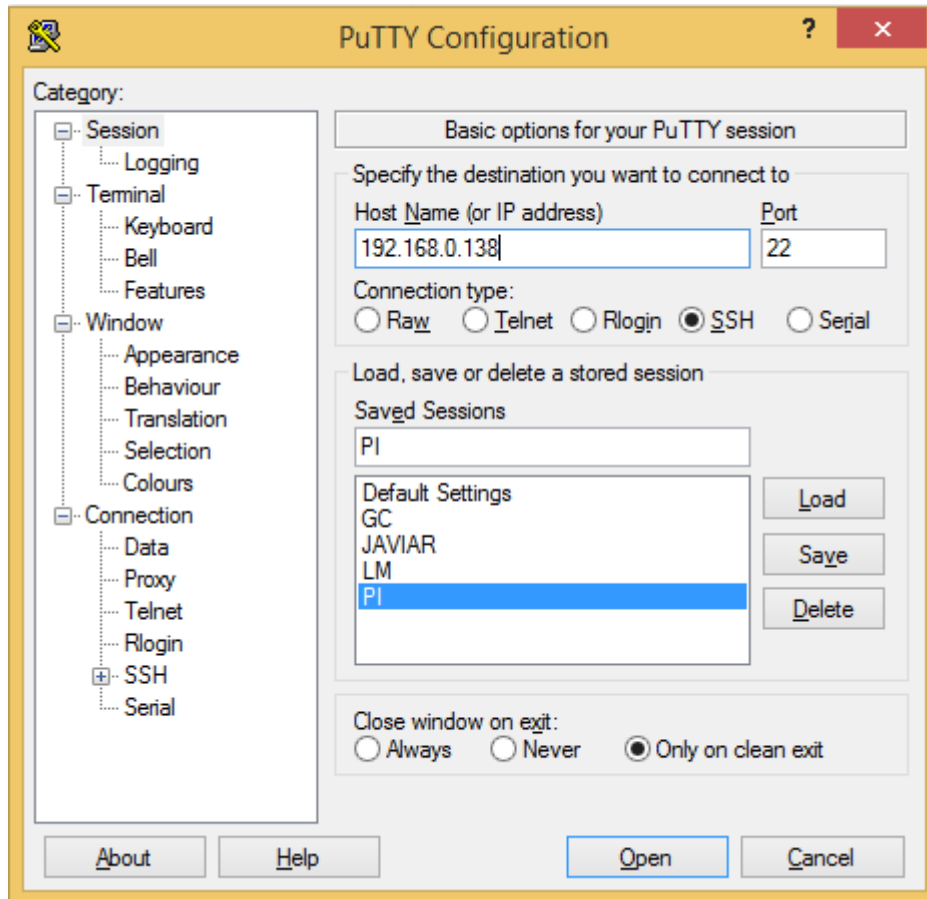 PuTTY Configuration
?
Category:
Session
Logging
Terminal
Keyboard
Bell
Features
Window
Appearance
Behaviour
Translation
Selection
Colours
Connection
Data
Proxy
Telnet
Rlogin
SSH
Serial
Basic options for your PuTTY session
Specify the destination you want to connect to
Host Name (or IP address) Port
192.168.0.138 22
Connection type:
Raw Telnet Rlogin SSH Serial
Load, save or delete a stored session
Saved Sessions
PI
Default Settings
GC
JAVIAR
LM
PI
Load
Save
Delete
Close window on exit:
Always Never Only on clean exit
About Help Open Cancel